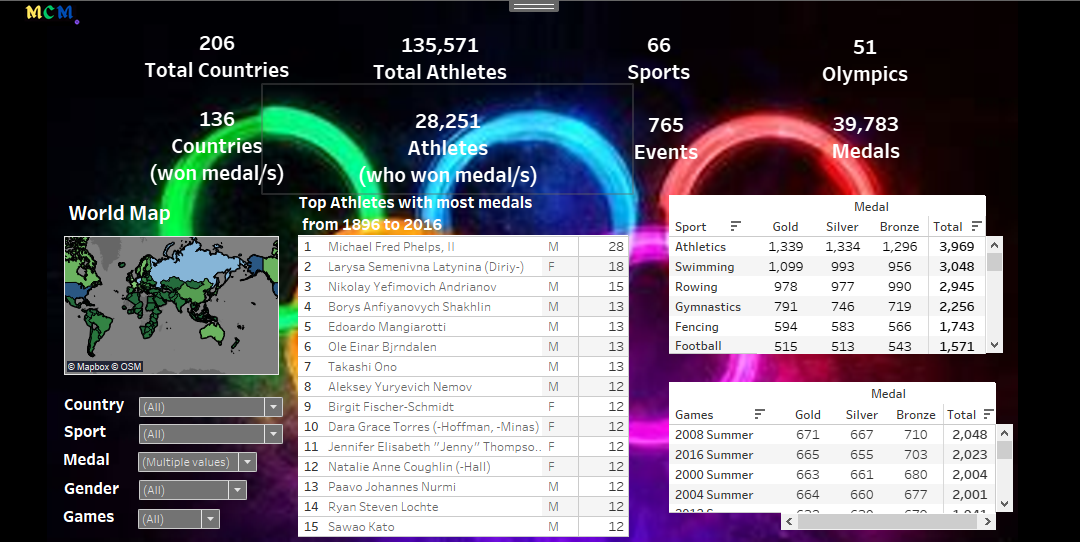 MCM.
206
Total Countries
135,571
Total Athletes
66
Sports
51
Olympics
136
Countries
(won medal/s)
28,251
Athletes
(who won medal/s)
765
Events
39,783
Medals
World Map
© Mapbox © OSM
Country (All)
Sport (All)
Medal (Multiple values)
Gender (All)
Games (All)
Top Athletes with most medals
from 1896 to 2016
1 Michael Fred Phelps, II M 28
2 Larysa Semenivna Latynina (Diriy-) F 18
3 Nikolay Yefimovich Andrianov M 15
4 Borys Anfiyanovych Shakhlin M 13
5 Edoardo Mangiarotti M 13
6 Ole Einar Bjrndalen M 13
7 Takashi Ono M 13
8 Aleksey Yuryevich Nemov M 12
9 Birgit Fischer-Schmidt F 12
10 Dara Grace Torres (-Hoffman, -Minas) F 12
11 Jennifer Elisabeth "Jenny" Thompso.. F 12
12 Natalie Anne Coughlin (-Hall) F 12
13 Paavo Johannes Nurmi M 12
14 Ryan Steven Lochte M 12
15 Sawao Kato M 12
Medal
Sport Gold Silver Bronze Total
Athletics 1,339 1,334 1,296 3,969
Swimming 1,099 993 956 3,048
Rowing 978 977 990 2,945
Gymnastics 791 746 719 2,256
Fencing 594 583 566 1,743
Football 515 513 543 1,571
Medal
Games Gold Silver Bronze Total
2008 Summer 671 667 710 2,048
2016 Summer 665 655 703 2,023
2000 Summer 663 661 680 2,004
2004 Summer 664 660 677 2,001